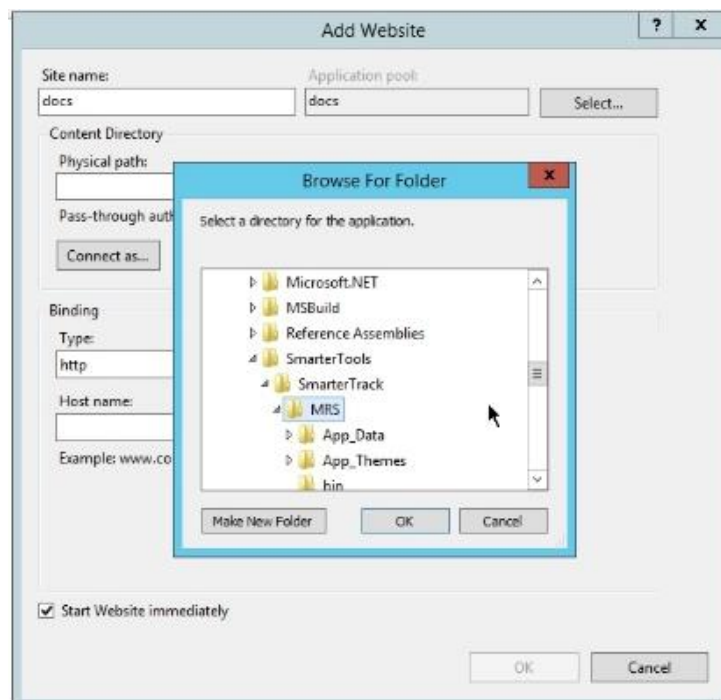 Add Website
? x
Site name:
Application pool:
docs
docs
Select...
Content Directory
Physical path:
Pass-through auth
Connect as...
Binding
Type:
http
Host name:
Example: www.co
Browse For Folder
x
Select a directory for the application.
Microsoft.NET
MSBuild
Reference Assemblies
SmarterTools
SmarterTrack
MRS
App_Data
App_Themes
bin
Make New Folder
OK
Cancel
Start Website immediately
OK
Cancel